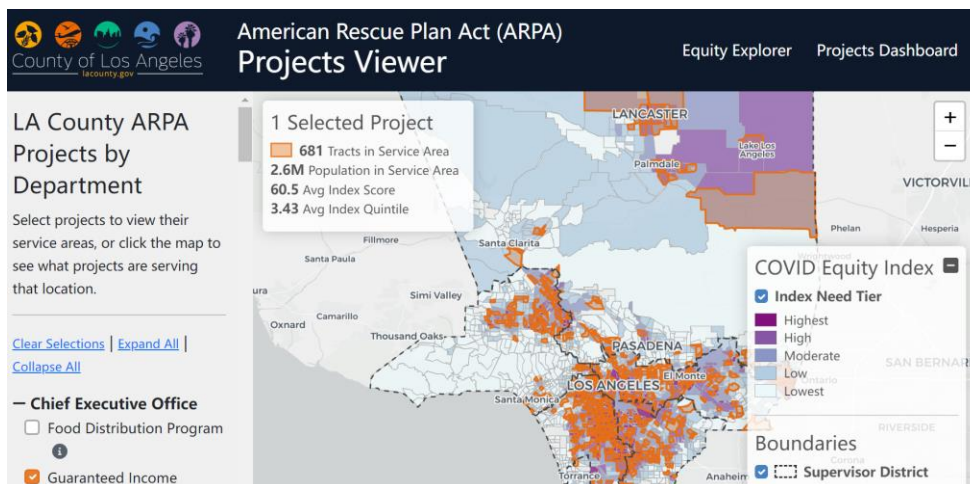 County of Los Angeles
lacounty.gov
American Rescue Plan Act (ARPA)
Projects Viewer
Equity Explorer
Projects Dashboard
LA County ARPA
Projects by
Department
Select projects to view their
service areas, or click the map to
see what projects are serving
that location.
Clear Selections | Expand All |
Collapse All
− Chief Executive Office
Food Distribution Program
i
Guaranteed Income
1 Selected Project
681 Tracts in Service Area
2.6M Population in Service Area
60.5 Avg Index Score
3.43 Avg Index Quintile
+
−
LANCASTER
Lake Los
Angeles
Palmdale
VICTORVIL
Phelan
Hesperia
Fillmore
Santa Clarita
Santa Paula
ura
Simi Valley
Oxnard
Camarillo
Thousand Oaks
PASADENA
El Monte
LOS ANGELES
Santa Monica
Torrance
Anaheim
SAN BERNAR
Ontario
RIVERSIDE
Corona
COVID Equity Index
Index Need Tier
Highest
High
Moderate
Low
Lowest
Boundaries
Supervisor District